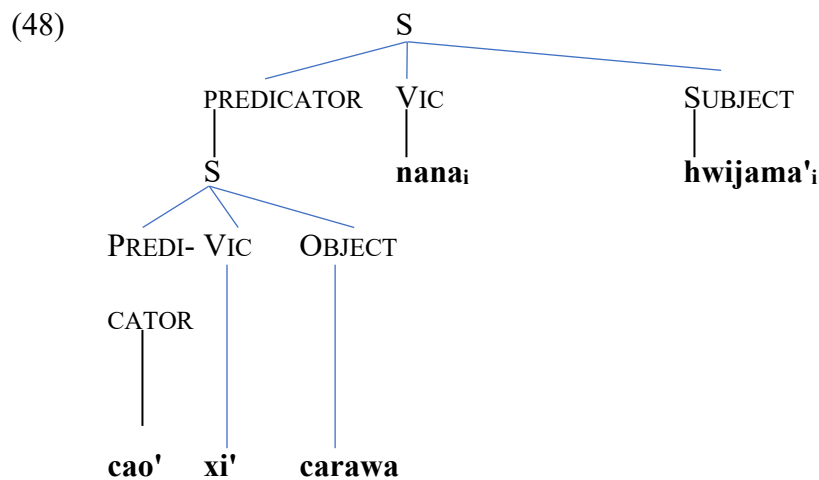 (48) S
PREDICATOR VIC SUBJECT
S nanaᵢ hwijama'ᵢ
PREDI- VIC OBJECT
CATOR
cao' xi' carawa